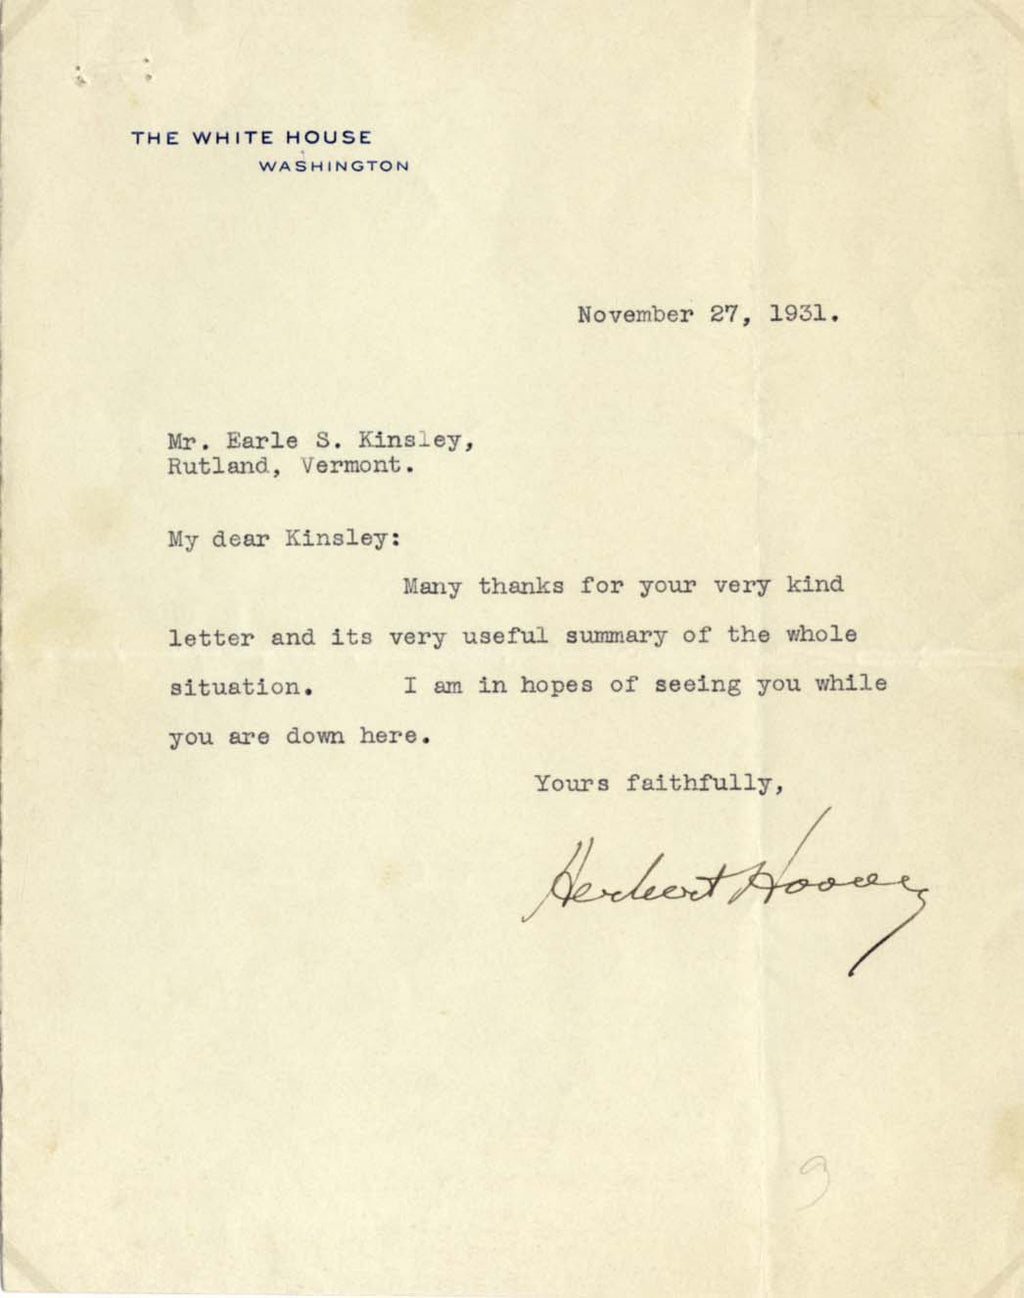 THE WHITE HOUSE
WASHINGTON
November 27, 1931.
Mr. Earle S. Kinsley,
Rutland, Vermont.
My dear Kinsley:
Many thanks for your very kind
letter and its very useful summary of the whole
situation. I am in hopes of seeing you while
you are down here.
Yours faithfully,
Herbert Hoover